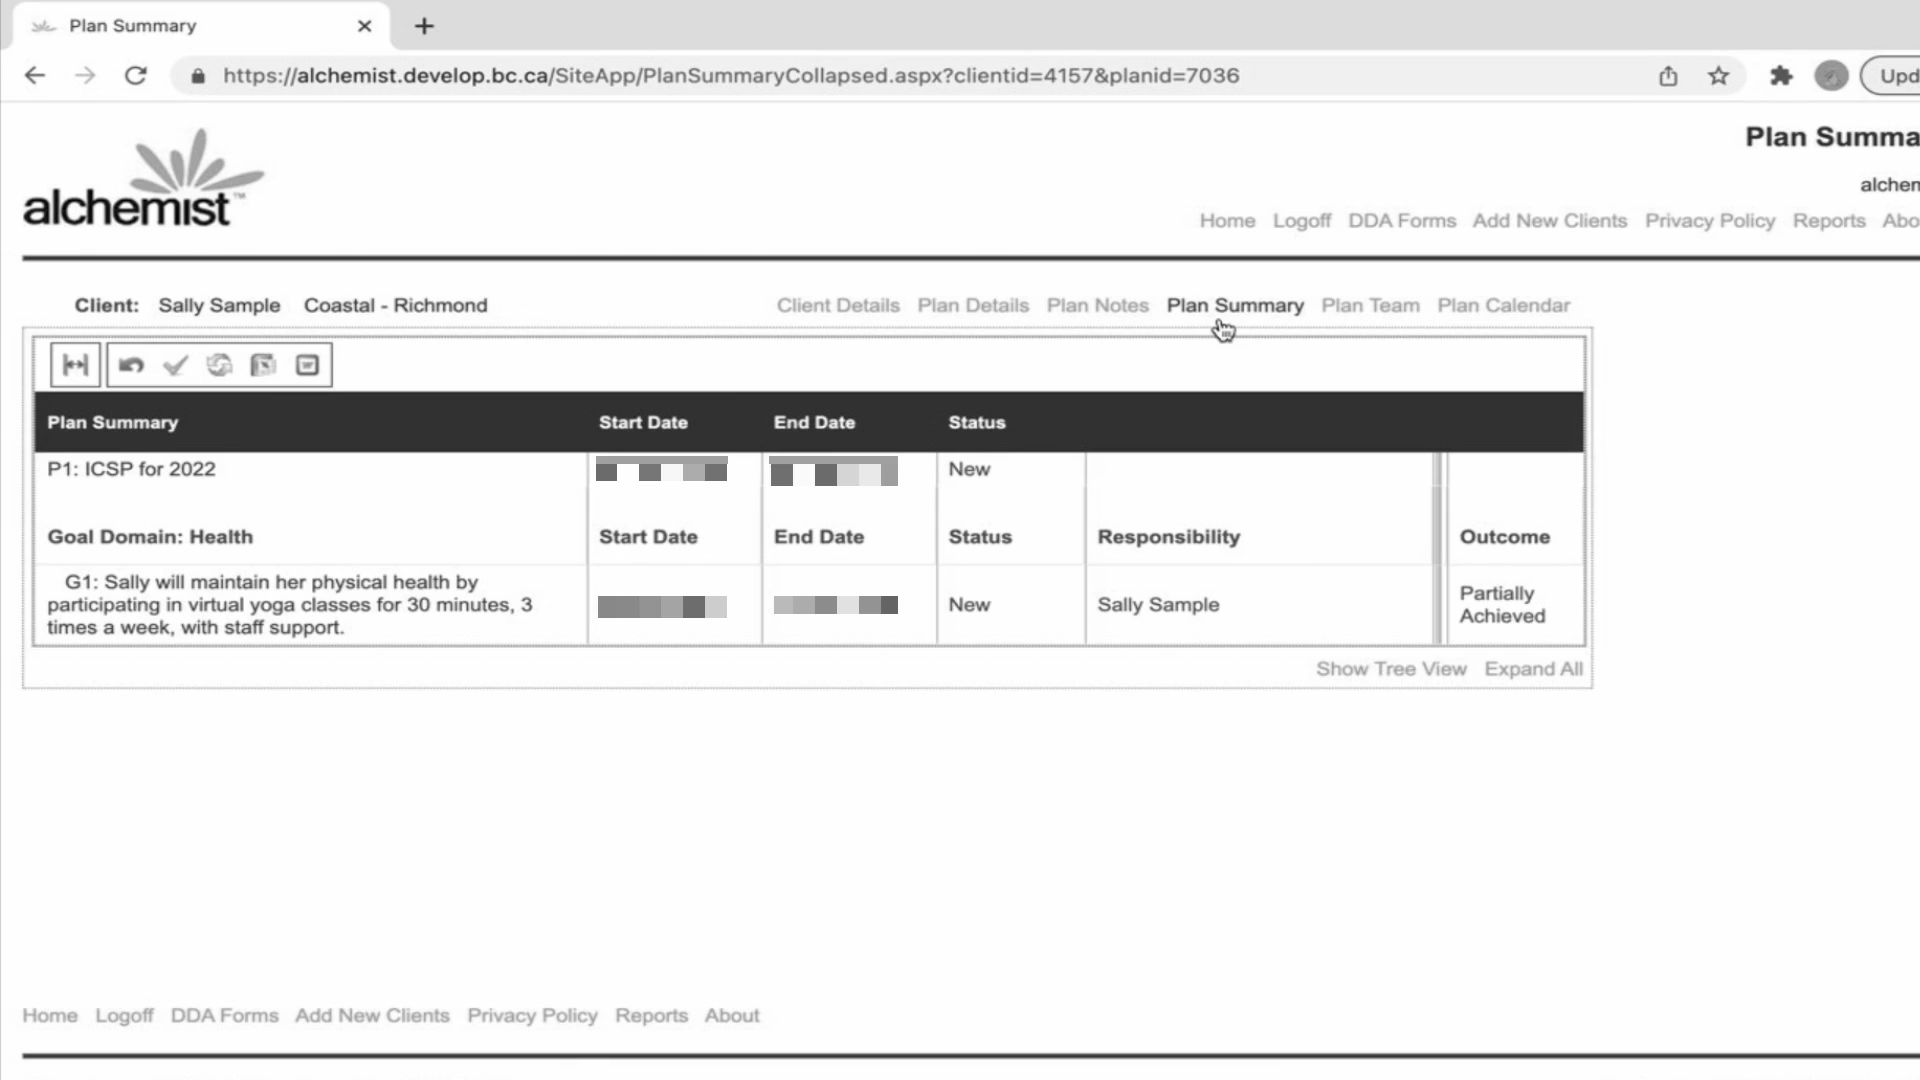 Plan Summary
https://alchemist.develop.bc.ca/SiteApp/PlanSummaryCollapsed.aspx?clientid=4157&planid=7036
Upd
alchemist™
Plan Summa
alchem
Home Logoff DDA Forms Add New Clients Privacy Policy Reports Abo
Client: Sally Sample Coastal - Richmond
Client Details Plan Details Plan Notes Plan Summary Plan Team Plan Calendar
Plan Summary Start Date End Date Status
P1: ICSP for 2022 New
Goal Domain: Health Start Date End Date Status Responsibility Outcome
G1: Sally will maintain her physical health by
participating in virtual yoga classes for 30 minutes, 3
times a week, with staff support.
New Sally Sample
Partially
Achieved
Show Tree View Expand All
Home Logoff DDA Forms Add New Clients Privacy Policy Reports About